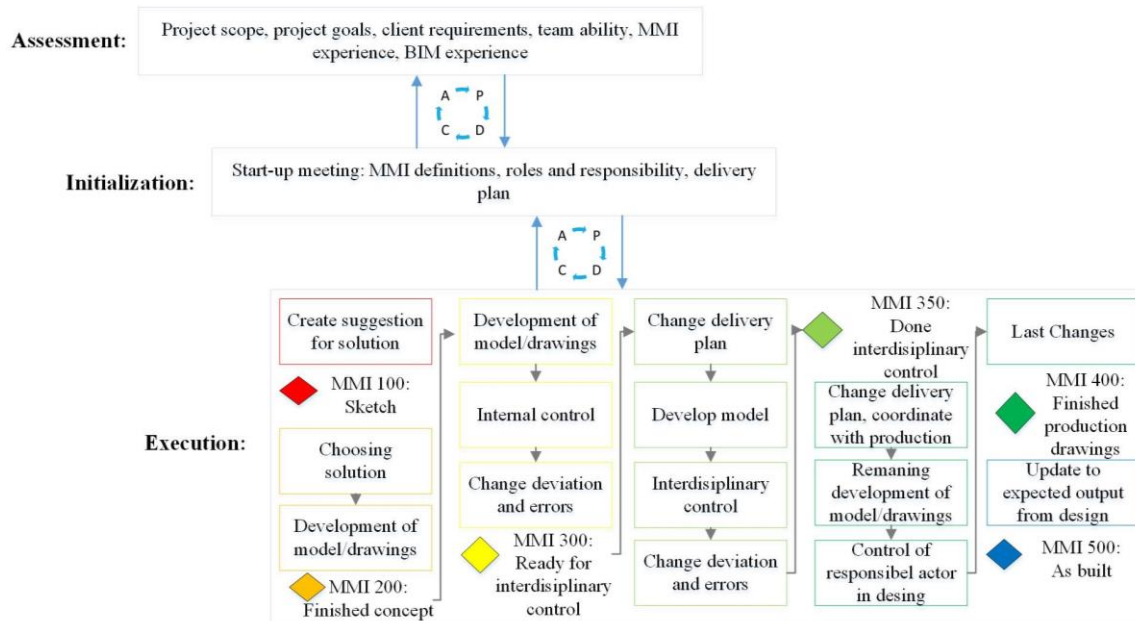 Assessment:
Project scope, project goals, client requirements, team ability, MMI
experience, BIM experience
A P
C D
Initialization:
Start-up meeting: MMI definitions, roles and responsibility, delivery
plan
A P
C D
Execution:
Create suggestion
for solution
MMI 100:
Sketch
Choosing
solution
Development of
model/drawings
MMI 200:
Finished concept
Development of
model/drawings
Internal control
Change deviation
and errors
MMI 300:
Ready for
interdisiplinary
control
Change delivery
plan
Develop model
Interdisiplinary
control
Change deviation
and errors
MMI 350:
Done
interdisiplinary
control
Change delivery
plan, coordinate
with production
Remaning
development of
model/drawings
Control of
responsibel actor
in desing
Last Changes
MMI 400:
Finished
production
drawings
Update to
expected output
from design
MMI 500:
As built